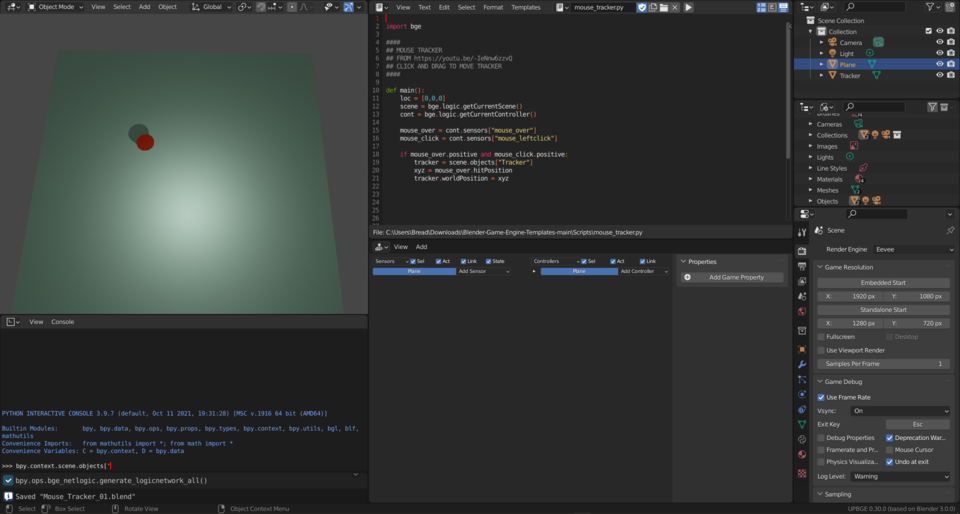 Object Mode
View
Select
Add
Object
Global
View
Text
Edit
Select
Format
Templates
mouse_tracker.py
1
2 import bge
3
4 ####
5 ## MOUSE TRACKER
6 ## FROM https://youtu.be/-IeNnw6zzvQ
7 ## CLICK AND DRAG TO MOVE TRACKER
8 ####
9
10 def main():
11 loc = [0,0,0]
12 scene = bge.logic.getCurrentScene()
13 cont = bge.logic.getCurrentController()
14
15 mouse_over = cont.sensors["mouse_over"]
16 mouse_click = cont.sensors["mouse_leftclick"]
17
18 if mouse_over.positive and mouse_click.positive:
19 tracker = scene.objects["Tracker"]
20 xyz = mouse_over.hitPosition
21 tracker.worldPosition = xyz
22
23
24
25
26
File: C:\Users\Bread\Downloads\Blender-Game-Engine-Templates-main\Scripts\mouse_tracker.py
View
Add
Sensors
Sel
Act
Link
State
Controllers
Sel
Act
Link
Plane
Add Sensor
Plane
Add Controller
Properties
Add Game Property
View
Console
PYTHON INTERACTIVE CONSOLE 3.9.7 (default, Oct 11 2021, 19:31:28) [MSC v.1916 64 bit (AMD64)]
Builtin Modules: bpy, bpy.data, bpy.ops, bpy.props, bpy.types, bpy.context, bpy.utils, bgl, blf,
mathutils
Convenience Imports: from mathutils import *; from math import *
Convenience Variables: C = bpy.context, D = bpy.data
>>> bpy.context.scene.objects["
bpy.ops.bge_netlogic.generate_logicnetwork_all()
Saved "Mouse_Tracker_01.blend"
Select
Box Select
Rotate View
Object Context Menu
Scene Collection
Collection
Camera
Light
Plane
Tracker
Brushes
Cameras
Collections
Images
Lights
Line Styles
Materials
Meshes
Objects
Scene
Render Engine
Eevee
Game Resolution
Embedded Start
X: 1920 px
Y: 1080 px
Standalone Start
X: 1280 px
Y: 720 px
Fullscreen
Desktop
Use Viewport Render
Samples Per Frame 1
Game Debug
Use Frame Rate
Vsync: On
Exit Key Esc
Debug Properties
Deprecation War...
Framerate and Pr...
Mouse Cursor
Physics Visualiza...
Undo at exit
Log Level: Warning
Sampling
UPBGE 0.30.0 (based on Blender 3.0.0)